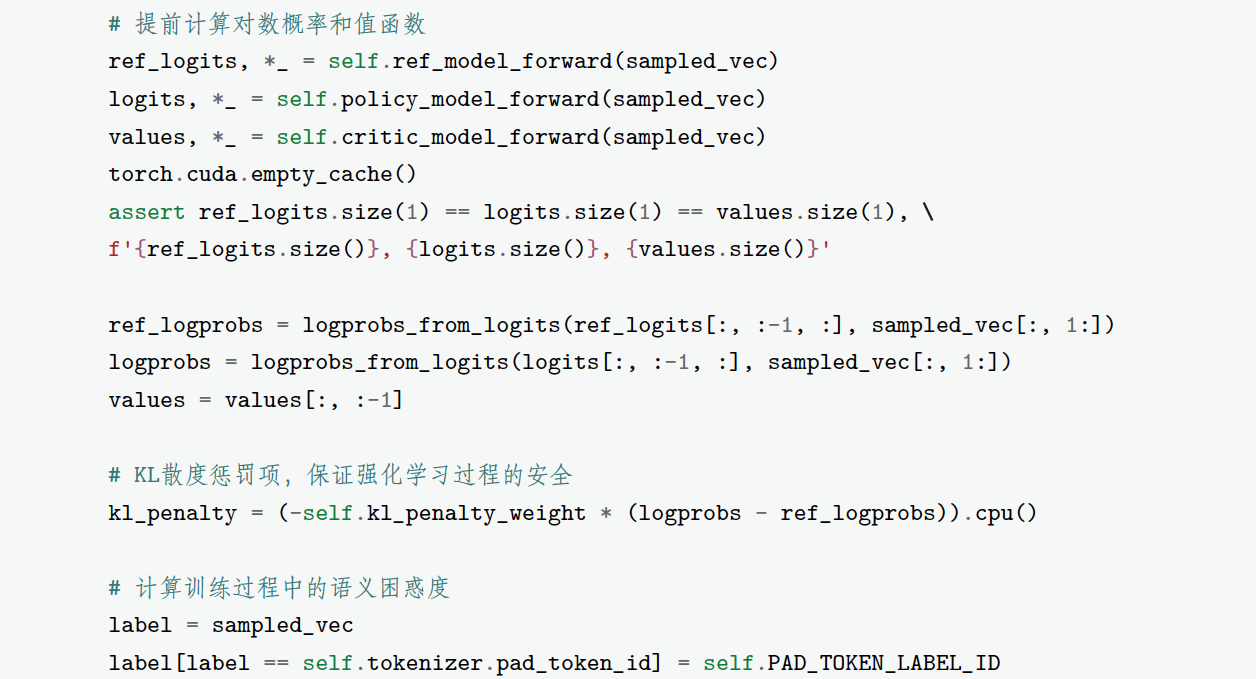 # 提前计算对数概率和值函数
ref_logits, *_ = self.ref_model_forward(sampled_vec)
logits, *_ = self.policy_model_forward(sampled_vec)
values, *_ = self.critic_model_forward(sampled_vec)
torch.cuda.empty_cache()
assert ref_logits.size(1) == logits.size(1) == values.size(1), \
f'{ref_logits.size()}, {logits.size()}, {values.size()}'
ref_logprobs = logprobs_from_logits(ref_logits[:, :-1, :], sampled_vec[:, 1:])
logprobs = logprobs_from_logits(logits[:, :-1, :], sampled_vec[:, 1:])
values = values[:, :-1]
# KL散度惩罚项，保证强化学习过程的安全
kl_penalty = (-self.kl_penalty_weight * (logprobs - ref_logprobs)).cpu()
# 计算训练过程中的语义困惑度
label = sampled_vec
label[label == self.tokenizer.pad_token_id] = self.PAD_TOKEN_LABEL_ID